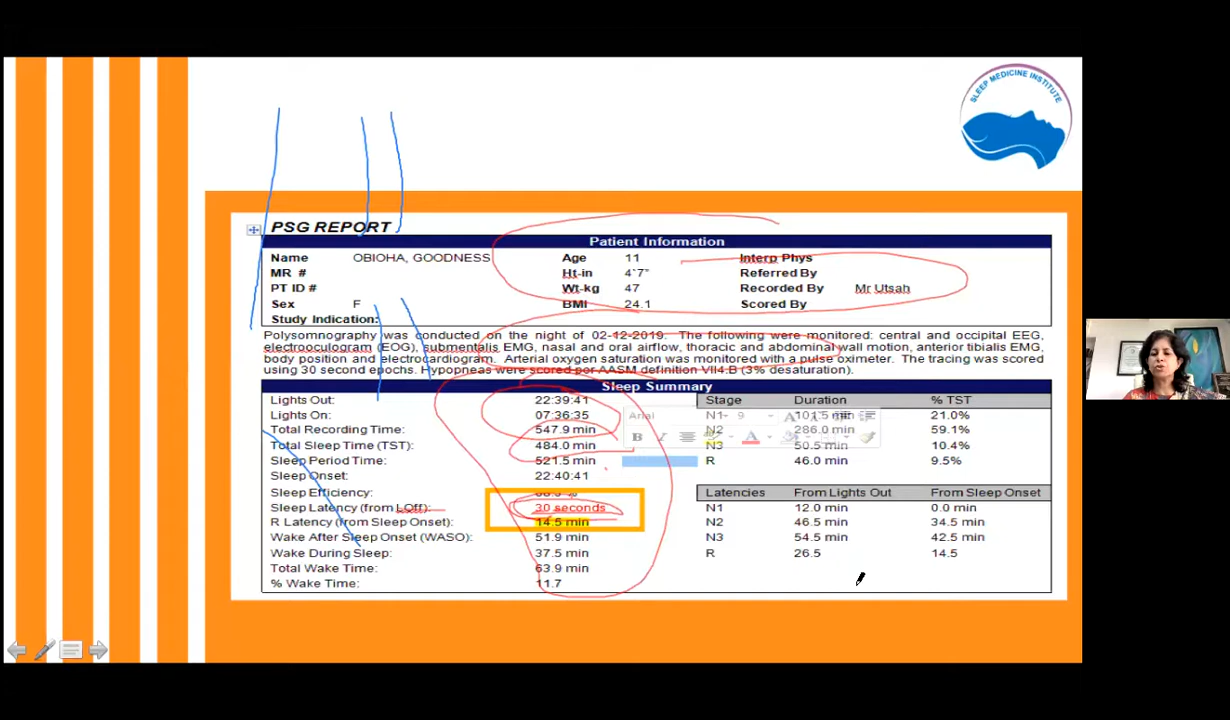 SLEEP MEDICINE INSTITUTE
PSG REPORT
Patient Information
Name OBIOHA, GOODNESS Age 11 Interp Phys
MR # Ht-in 4`7" Referred By
PT ID # Wt-kg 47 Recorded By Mr Utsah
Sex F BMI 24.1 Scored By
Study Indication:
Polysomnography was conducted on the night of 02-12-2019. The following were monitored: central and occipital EEG,
electrooculogram (EOG), submentalis EMG, nasal and oral airflow, thoracic and abdominal wall motion, anterior tibialis EMG,
body position and electrocardiogram. Arterial oxygen saturation was monitored with a pulse oximeter. The tracing was scored
using 30 second epochs. Hypopneas were scored per AASM definition VII4:B (3% desaturation).
Sleep Summary
Lights Out: 22:39:41 Stage Duration % TST
Lights On: 07:36:35 N1 Arial 9 21.0%
Total Recording Time: 547.9 min N2 286.0 min 59.1%
Total Sleep Time (TST): 484.0 min N3 50.5 min 10.4%
Sleep Period Time: 521.5 min R 46.0 min 9.5%
Sleep Onset: 22:40:41
Sleep Efficiency: Latencies From Lights Out From Sleep Onset
Sleep Latency (from LOff): 30 seconds N1 12.0 min 0.0 min
R Latency (from Sleep Onset): 14.5 min N2 46.5 min 34.5 min
Wake After Sleep Onset (WASO): 51.9 min N3 54.5 min 42.5 min
Wake During Sleep: 37.5 min R 26.5 14.5
Total Wake Time: 63.9 min
% Wake Time: 11.7